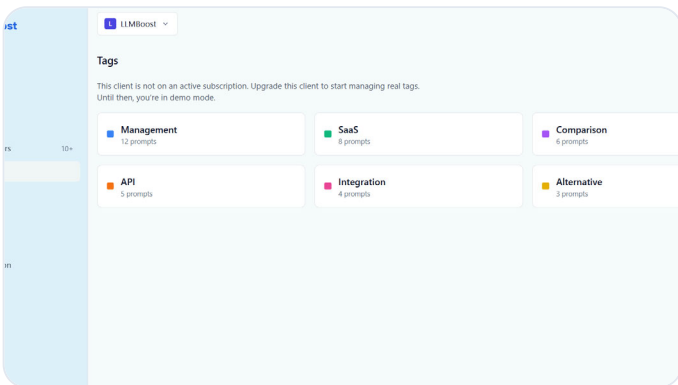 ost
L LLMBoost
Tags
This client is not on an active subscription. Upgrade this client to start managing real tags.
Until then, you're in demo mode.
Management
12 prompts
SaaS
8 prompts
Comparison
6 prompts
rs 10+
API
5 prompts
Integration
4 prompts
Alternative
3 prompts
on